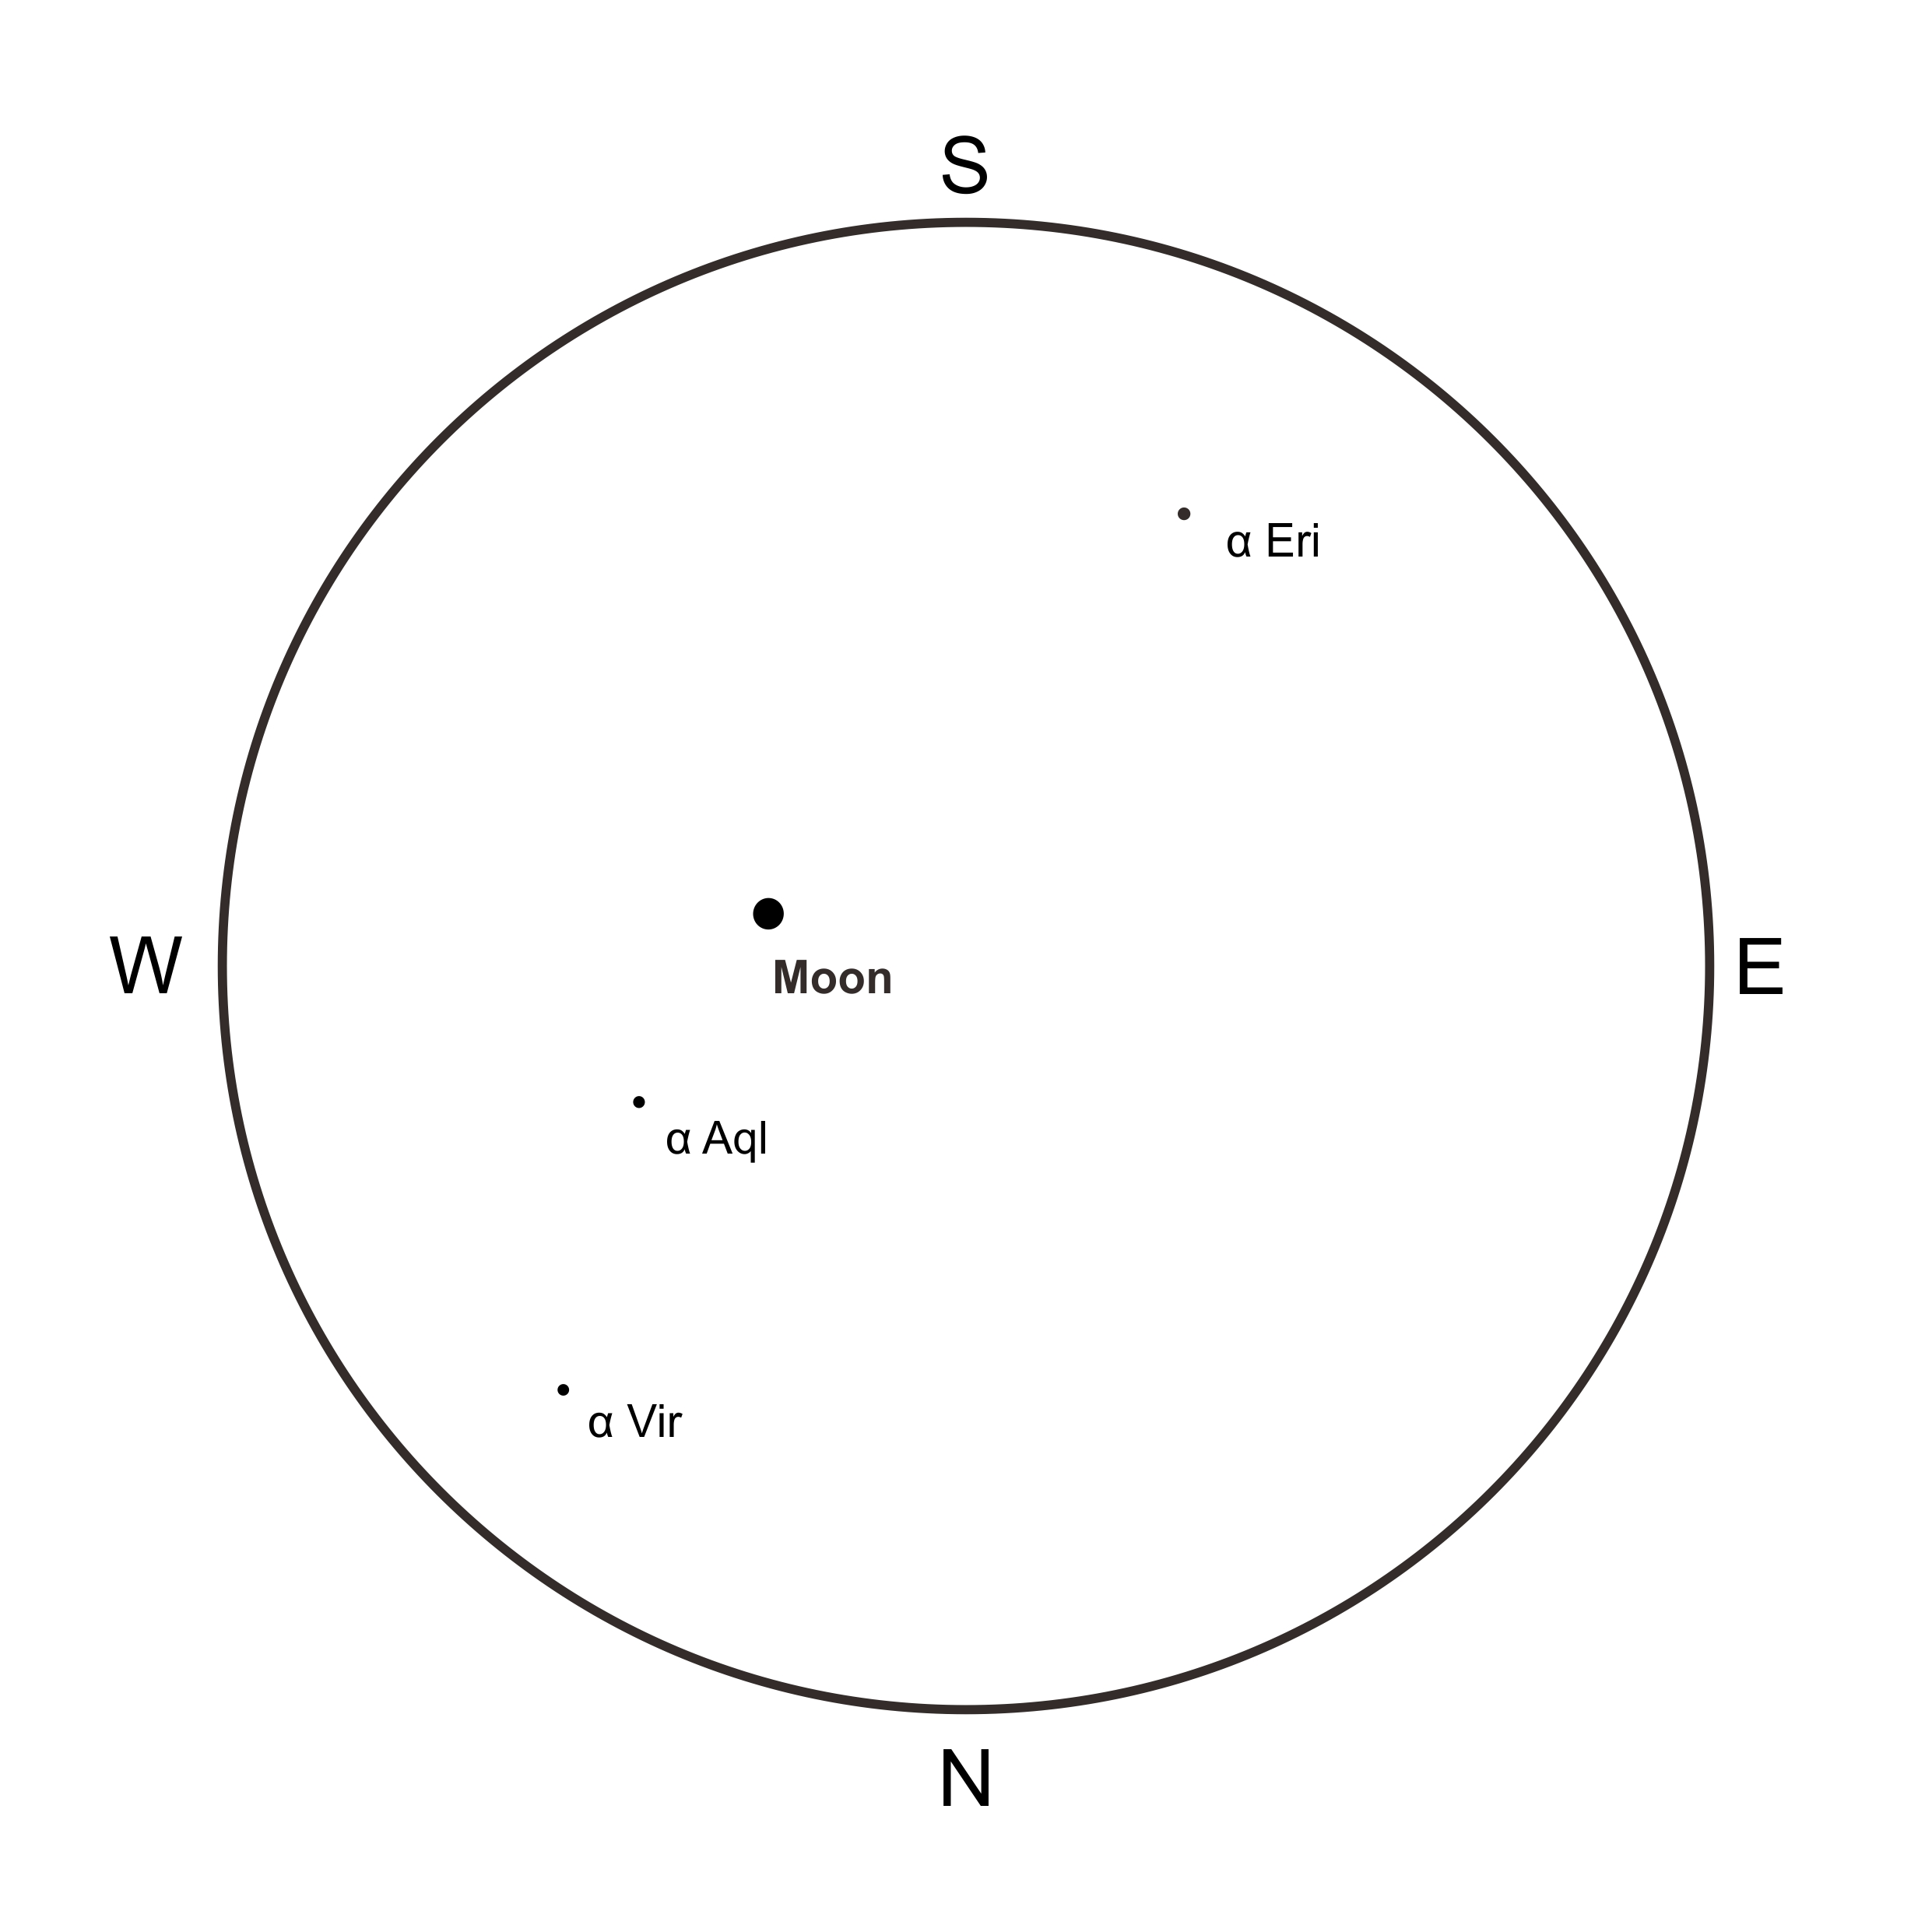 S
α Eri
W
E
Moon
α Aql
α Vir
N